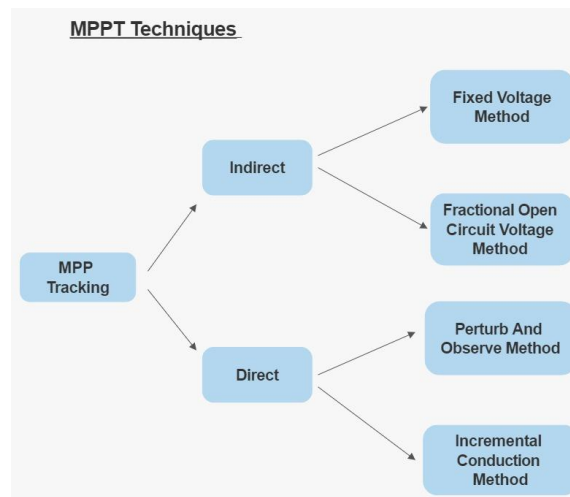 MPPT Techniques
Fixed Voltage
Method
Indirect
Fractional Open
Circuit Voltage
Method
MPP
Tracking
Perturb And
Observe Method
Direct
Incremental
Conduction
Method